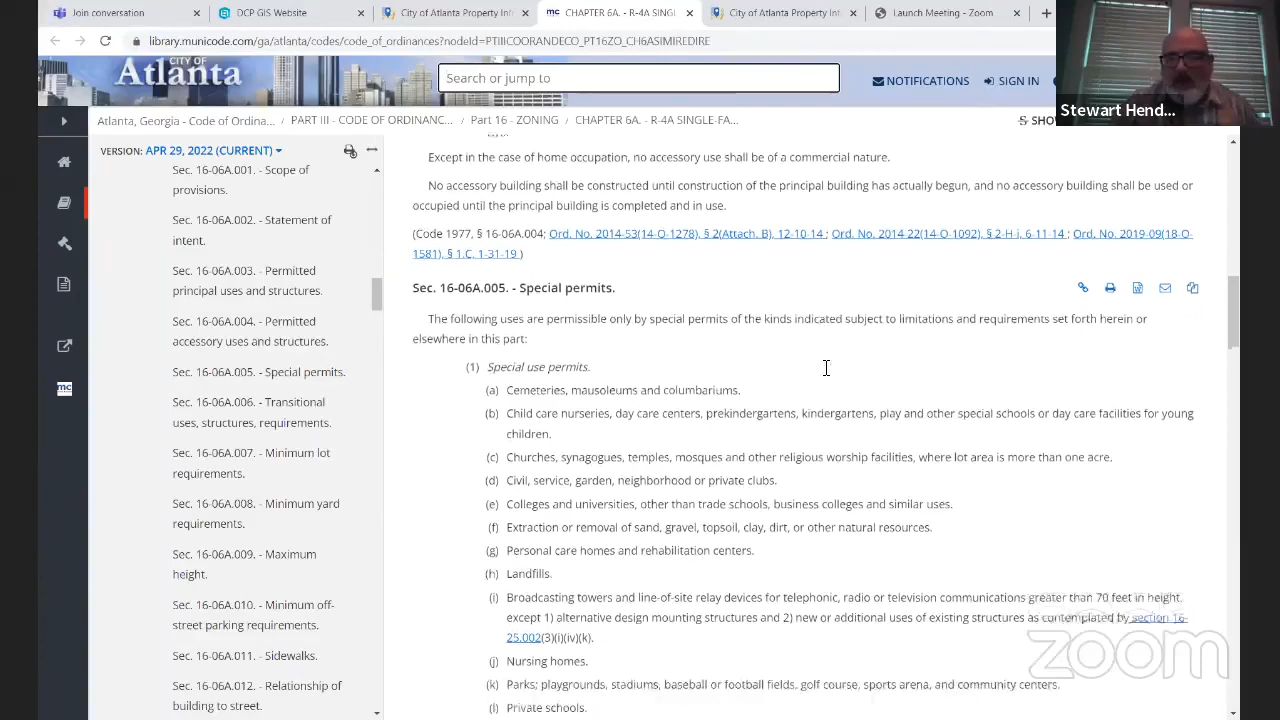 Join conversation
DCP GIS Website
City of Atlanta Property In
CHAPTER 6A. - R-4A SINGL
City of Atlanta Property
Launch Meeting - Zoom
library.municode.com/ga/atlanta/codes/code_of_ordinances?nodeId=PTIIICOORANDECO_PT16ZO_CH6ASIMIREDIRE
CITY OF
Atlanta
Search or jump to
NOTIFICATIONS
SIGN IN
Stewart Hend...
Atlanta, Georgia - Code of Ordina...
/ PART III - CODE OF ORDINANC...
/ Part 16 - ZONING
/ CHAPTER 6A. - R-4A SINGLE-FA...
SHO
VERSION: APR 29, 2022 (CURRENT)
Sec. 16-06A.001. - Scope of
provisions.
Sec. 16-06A.002. - Statement of
intent.
Sec. 16-06A.003. - Permitted
principal uses and structures.
Sec. 16-06A.004. - Permitted
accessory uses and structures.
Sec. 16-06A.005. - Special permits.
Sec. 16-06A.006. - Transitional
uses, structures, requirements.
Sec. 16-06A.007. - Minimum lot
requirements.
Sec. 16-06A.008. - Minimum yard
requirements.
Sec. 16-06A.009. - Maximum
height.
Sec. 16-06A.010. - Minimum off-
street parking requirements.
Sec. 16-06A.011. - Sidewalks.
Sec. 16-06A.012. - Relationship of
building to street.
mc
Except in the case of home occupation, no accessory use shall be of a commercial nature.
No accessory building shall be constructed until construction of the principal building has actually begun, and no accessory building shall be used or
occupied until the principal building is completed and in use.
(Code 1977, § 16-06A.004; Ord. No. 2014-53(14-O-1278), § 2(Attach. B), 12-10-14 ; Ord. No. 2014-22(14-O-1092), § 2-H-i, 6-11-14 ; Ord. No. 2019-09(18-O-
1581), § 1.C, 1-31-19 )
Sec. 16-06A.005. - Special permits.
The following uses are permissible only by special permits of the kinds indicated subject to limitations and requirements set forth herein or
elsewhere in this part:
(1) Special use permits.
(a) Cemeteries, mausoleums and columbariums.
(b) Child care nurseries, day care centers, prekindergartens, kindergartens, play and other special schools or day care facilities for young
children.
(c) Churches, synagogues, temples, mosques and other religious worship facilities, where lot area is more than one acre.
(d) Civil, service, garden, neighborhood or private clubs.
(e) Colleges and universities, other than trade schools, business colleges and similar uses.
(f) Extraction or removal of sand, gravel, topsoil, clay, dirt, or other natural resources.
(g) Personal care homes and rehabilitation centers.
(h) Landfills.
(i) Broadcasting towers and line-of-site relay devices for telephonic, radio or television communications greater than 70 feet in height,
except 1) alternative design mounting structures and 2) new or additional uses of existing structures as contemplated by section 16-
25.002(3)(i)(iv)(k).
(j) Nursing homes.
(k) Parks; playgrounds, stadiums, baseball or football fields, golf course, sports arena, and community centers.
(l) Private schools.
zoom